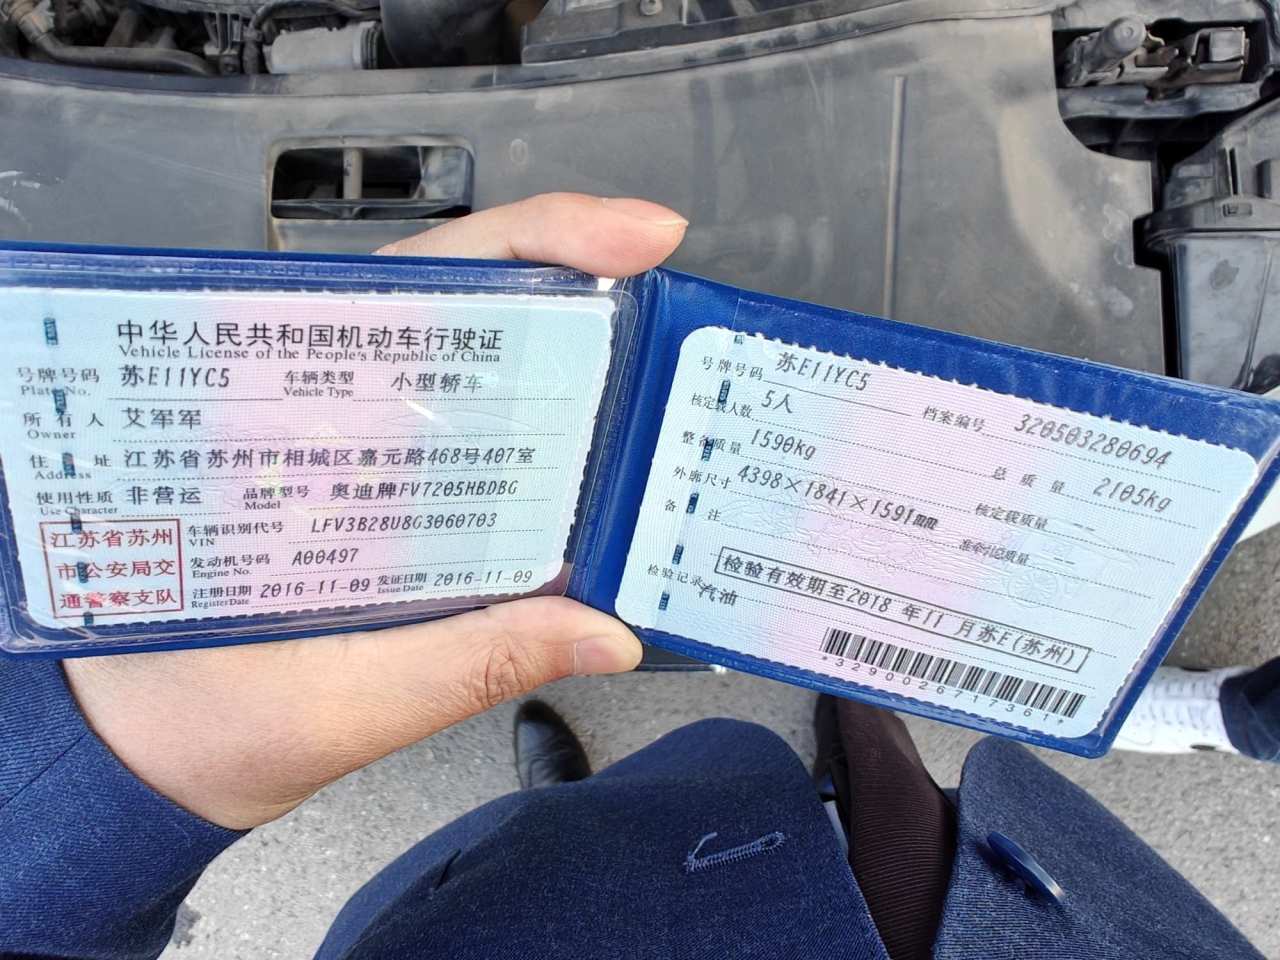 中华人民共和国机动车行驶证
Vehicle License of the People's Republic of China
号牌号码 苏E11YC5 车辆类型 小型轿车
Plate No. Vehicle Type
所有人 艾军军
Owner
住址 江苏省苏州市相城区嘉元路468号407室
Address
使用性质 非营运 品牌型号 奥迪牌FV7205HBDBG
Use Character Model
江苏省苏州
市公安局交
通警察支队
车辆识别代号 LFV3B28U8G3060703
VIN
发动机号码 A00497
Engine No.
注册日期 2016-11-09 发证日期 2016-11-09
Register Date Issue Date
号牌号码 苏E11YC5 档案编号 320503280694
核定载人数 5人 总质量 2105kg
整备质量 1590kg 核定载质量 --
外廓尺寸 4398×1841×1591mm 准牵引总质量 --
备注
检验有效期至2018 年11 月苏E(苏州)
检验记录
汽油
*3290026717361*